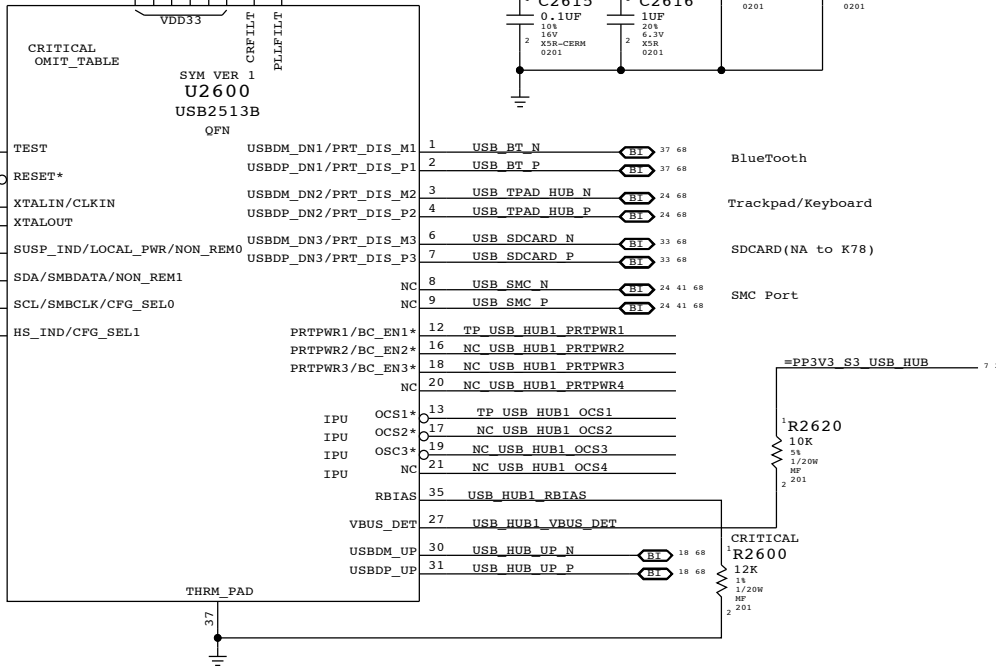 VDD33
CRFILT
PLLFILT
CRITICAL
OMIT_TABLE
SYM VER 1
U2600
USB2513B
QFN
C2615
0.1UF
10%
16V
X5R-CERM
0201
2
C2616
1UF
20%
6.3V
X5R
0201
2
0201
0201
TEST
RESET*
XTALIN/CLKIN
XTALOUT
SUSP_IND/LOCAL_PWR/NON_REM0
SDA/SMBDATA/NON_REM1
SCL/SMBCLK/CFG_SEL0
HS_IND/CFG_SEL1
USBDM_DN1/PRT_DIS_M1 1 USB_BT_N BI 37 68
USBDP_DN1/PRT_DIS_P1 2 USB_BT_P BI 37 68
BlueTooth
USBDM_DN2/PRT_DIS_M2 3 USB_TPAD_HUB_N BI 24 68
USBDP_DN2/PRT_DIS_P2 4 USB_TPAD_HUB_P BI 24 68
Trackpad/Keyboard
USBDM_DN3/PRT_DIS_M3 6 USB_SDCARD_N BI 33 68
USBDP_DN3/PRT_DIS_P3 7 USB_SDCARD_P BI 33 68
SDCARD(NA to K78)
NC 8 USB_SMC_N BI 24 41 68
NC 9 USB_SMC_P BI 24 41 68
SMC Port
PRTPWR1/BC_EN1* 12 TP_USB_HUB1_PRTPWR1
PRTPWR2/BC_EN2* 16 NC_USB_HUB1_PRTPWR2
PRTPWR3/BC_EN3* 18 NC_USB_HUB1_PRTPWR3
NC 20 NC_USB_HUB1_PRTPWR4
IPU OCS1* 13 TP_USB_HUB1_OCS1
IPU OCS2* 17 NC_USB_HUB1_OCS2
IPU OSC3* 19 NC_USB_HUB1_OCS3
IPU NC 21 NC_USB_HUB1_OCS4
RBIAS 35 USB_HUB1_RBIAS
VBUS_DET 27 USB_HUB1_VBUS_DET
USBDM_UP 30 USB_HUB_UP_N BI 18 68
USBDP_UP 31 USB_HUB_UP_P BI 18 68
THRM_PAD
37
=PP3V3_S3_USB_HUB 7
1
R2620
10K
5%
1/20W
MF
201
2
CRITICAL
1
R2600
12K
1%
1/20W
MF
201
2